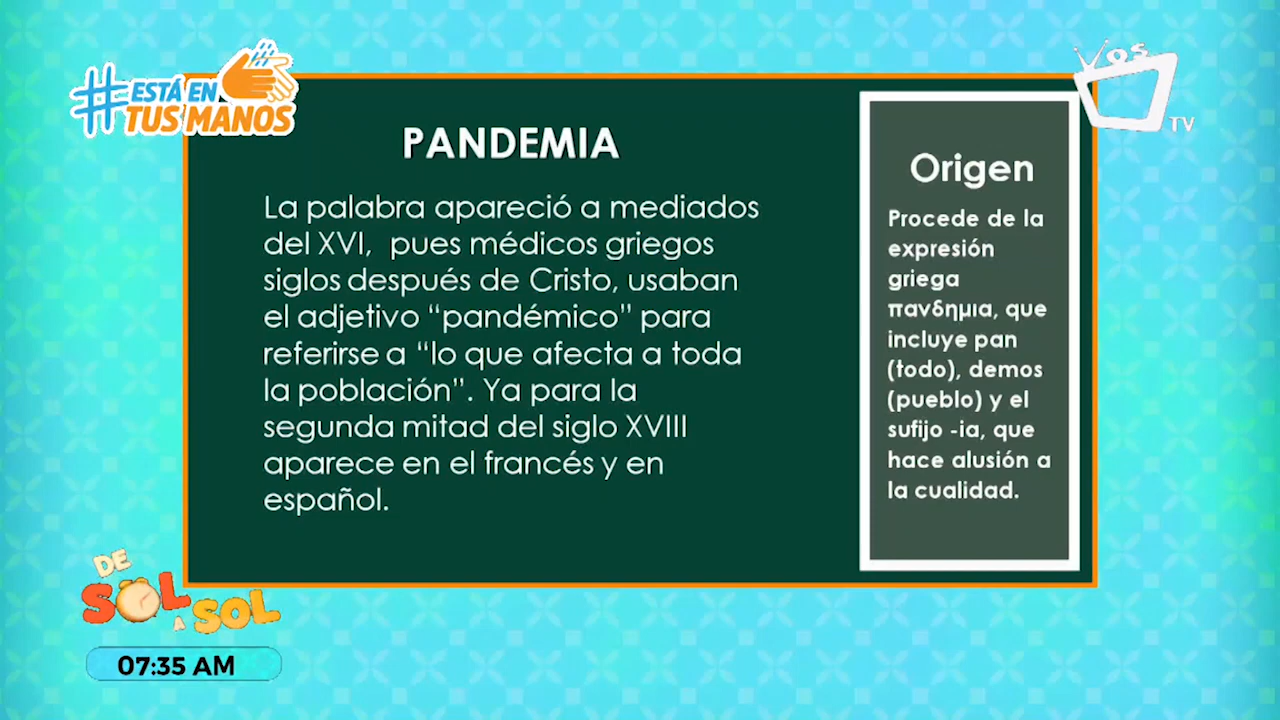 #ESTÁ EN
TUS MANOS
VOS
TV
PANDEMIA
La palabra apareció a mediados
del XVI, pues médicos griegos
siglos después de Cristo, usaban
el adjetivo “pandémico” para
referirse a “lo que afecta a toda
la población”. Ya para la
segunda mitad del siglo XVIII
aparece en el francés y en
español.
Origen
Procede de la
expresión
griega
πανδημια, que
incluye pan
(todo), demos
(pueblo) y el
sufijo -ia, que
hace alusión a
la cualidad.
DE
SOL
A SOL
07:35 AM